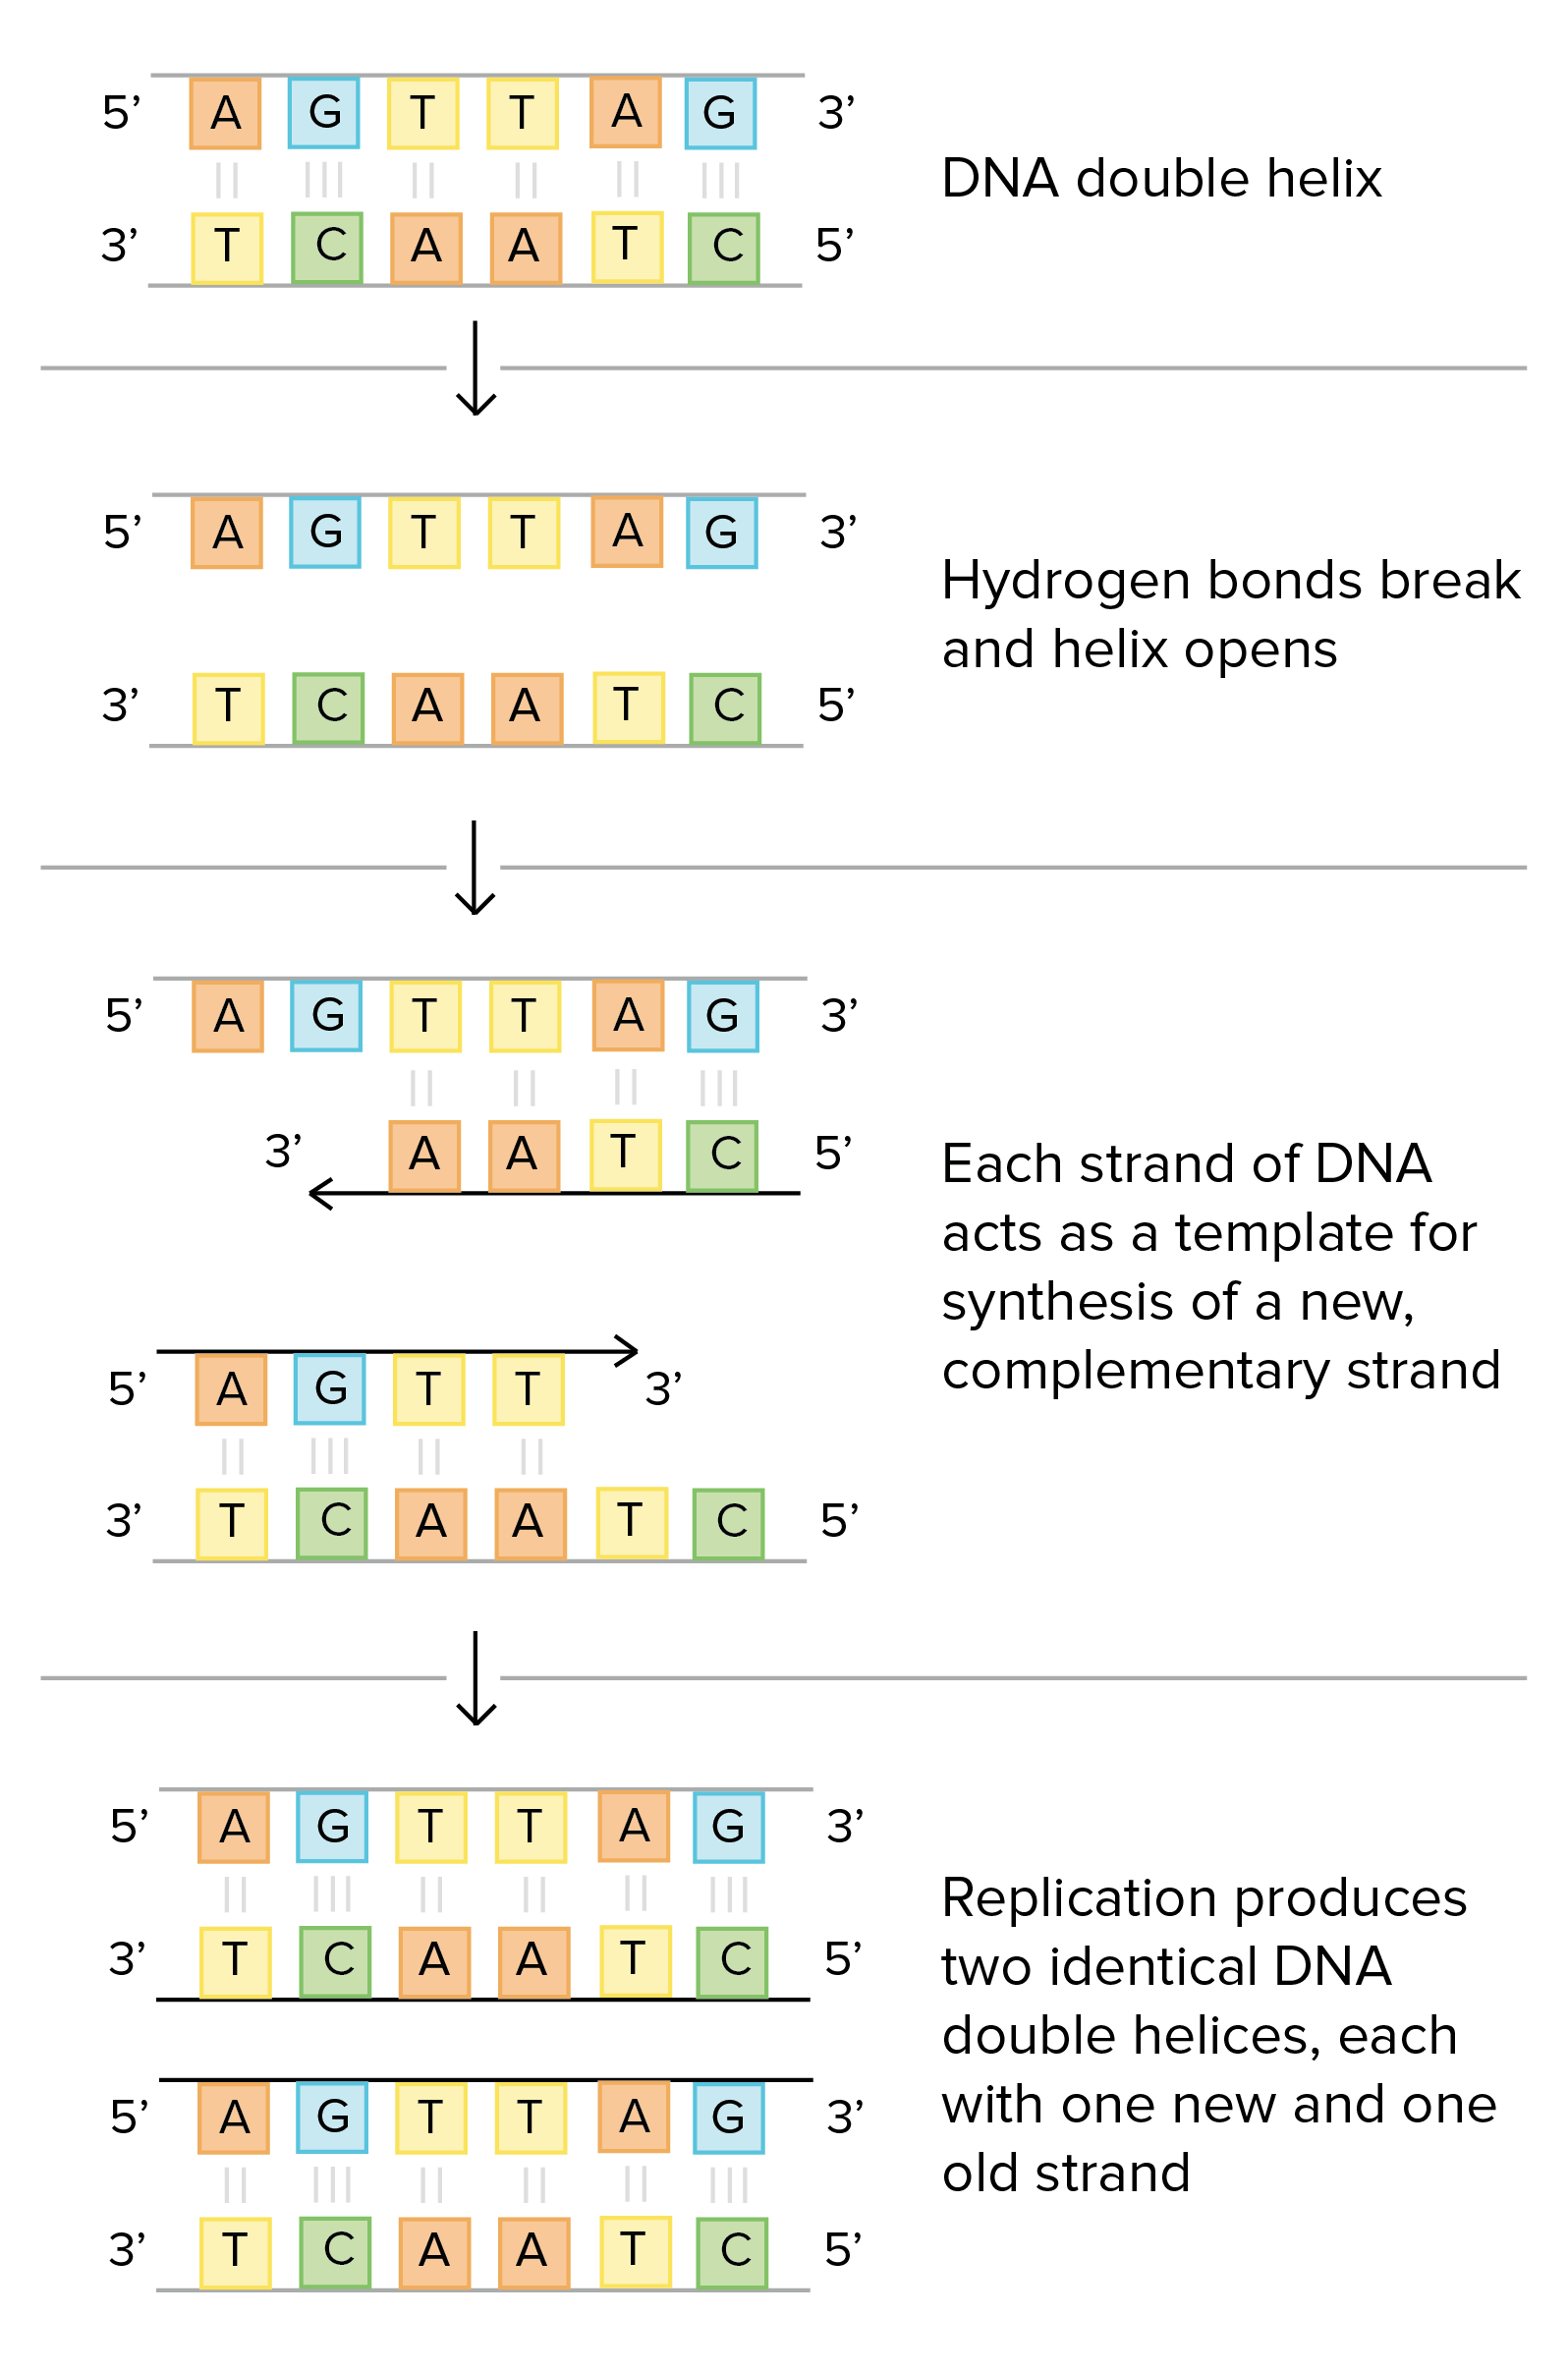 5’ A G T T A G 3’
DNA double helix
3’ T C A A T C 5’
5’ A G T T A G 3’
Hydrogen bonds break
and helix opens
3’ T C A A T C 5’
5’ A G T T A G 3’
3’ A A T C 5’
Each strand of DNA
acts as a template for
synthesis of a new,
complementary strand
5’ A G T T 3’
3’ T C A A T C 5’
5’ A G T T A G 3’
3’ T C A A T C 5’
Replication produces
two identical DNA
double helices, each
with one new and one
old strand
5’ A G T T A G 3’
3’ T C A A T C 5’